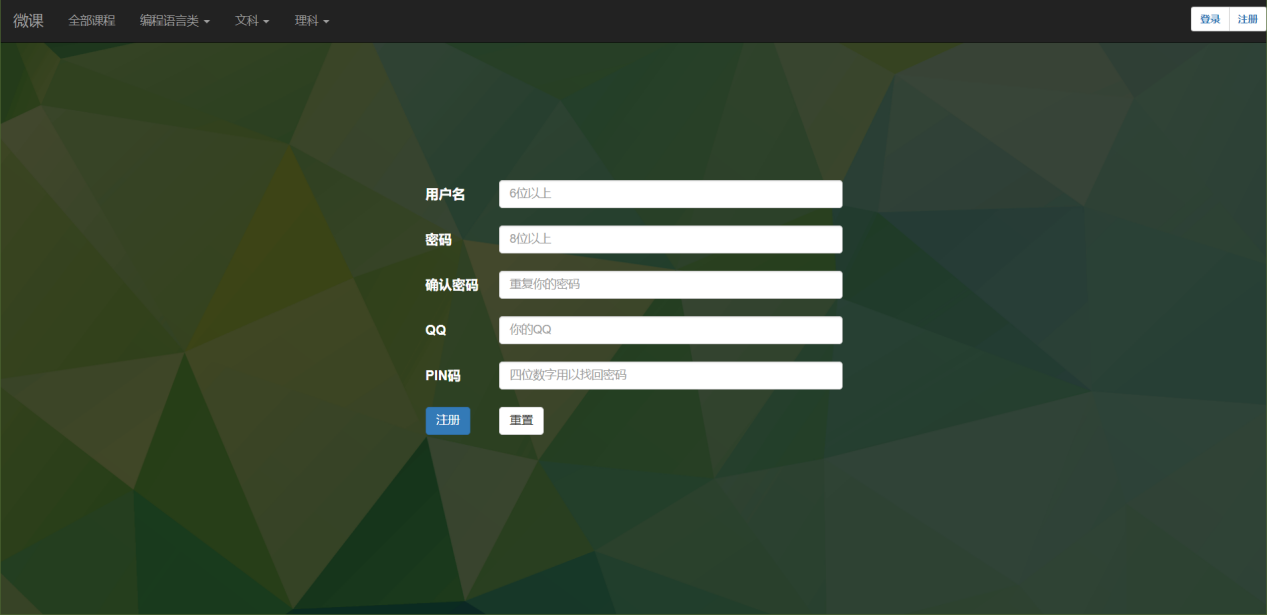 微课 全部课程 编程语言类 文科 理科 登录 注册
用户名 6位以上
密码 8位以上
确认密码 重复你的密码
QQ 你的QQ
PIN码 四位数字用以找回密码
注册 重置